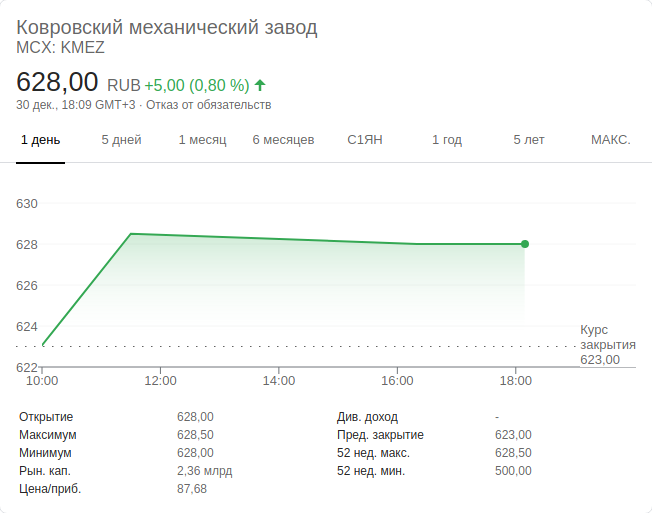 Ковровский механический завод
MCX: KMEZ
628,00 RUB +5,00 (0,80 %)
30 дек., 18:09 GMT+3 · Отказ от обязательств
1 день 5 дней 1 месяц 6 месяцев С1ЯН 1 год 5 лет МАКС.
630
628
626
624
622
Курс
закрытия
623,00
10:00 12:00 14:00 16:00 18:00
Открытие 628,00 Див. доход -
Максимум 628,50 Пред. закрытие 623,00
Минимум 628,00 52 нед. макс. 628,50
Рын. кап. 2,36 млрд 52 нед. мин. 500,00
Цена/приб. 87,68